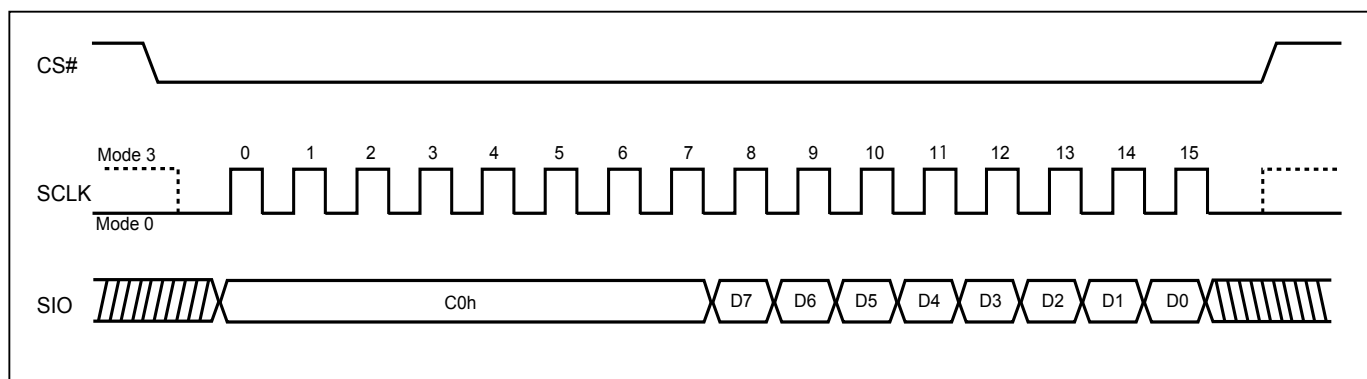 CS#
Mode 3
0 1 2 3 4 5 6 7 8 9 10 11 12 13 14 15
SCLK
Mode 0
SIO
C0h D7 D6 D5 D4 D3 D2 D1 D0